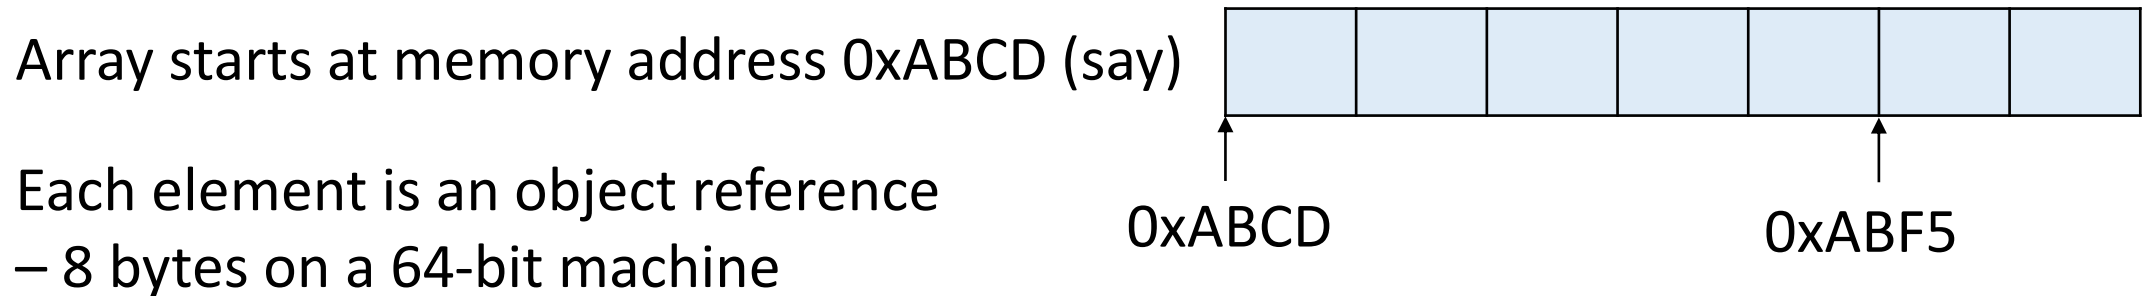 Array starts at memory address 0xABCD (say)
Each element is an object reference
– 8 bytes on a 64-bit machine
0xABCD
0xABF5